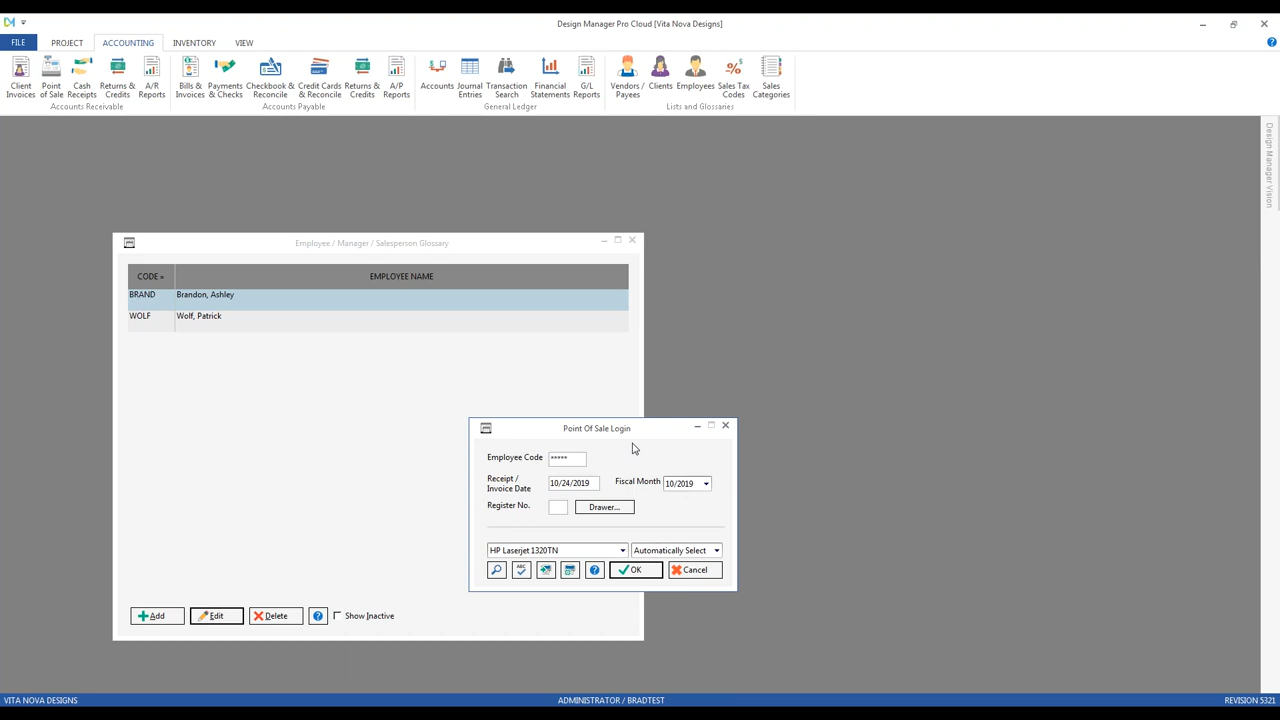 Design Manager Pro Cloud [Vita Nova Designs]
FILE PROJECT ACCOUNTING INVENTORY VIEW
Client Invoices
Point of Sale
Cash Receipts
Returns & Credits
A/R Reports
Bills & Invoices
Payments & Checks
Checkbook & Reconcile
Credit Cards & Reconcile
Returns & Credits
A/P Reports
Accounts
Journal Entries
Transaction Search
Financial Statements
G/L Reports
Vendors / Payees
Clients
Employees
Sales Tax Codes
Sales Categories
Accounts Receivable
Accounts Payable
General Ledger
Lists and Glossaries
Design Manager Vision
Employee / Manager / Salesperson Glossary
CODE EMPLOYEE NAME
BRAND Brandon, Ashley
WOLF Wolf, Patrick
Point Of Sale Login
Employee Code *****
Receipt /
Invoice Date 10/24/2019 Fiscal Month 10/2019
Register No. Drawer...
HP Laserjet 1320TN Automatically Select
ABC OK Cancel
Add Edit Delete Show Inactive
VITA NOVA DESIGNS ADMINISTRATOR / BRADTEST REVISION 5321